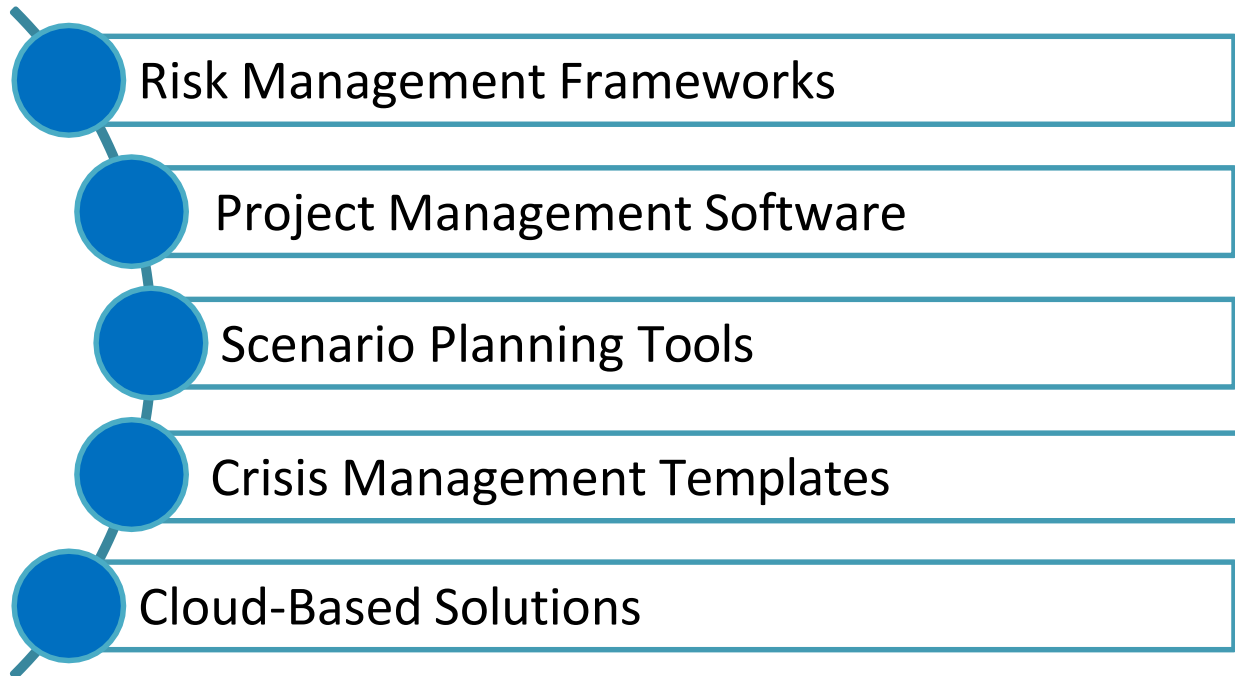 Risk Management Frameworks
Project Management Software
Scenario Planning Tools
Crisis Management Templates
Cloud-Based Solutions